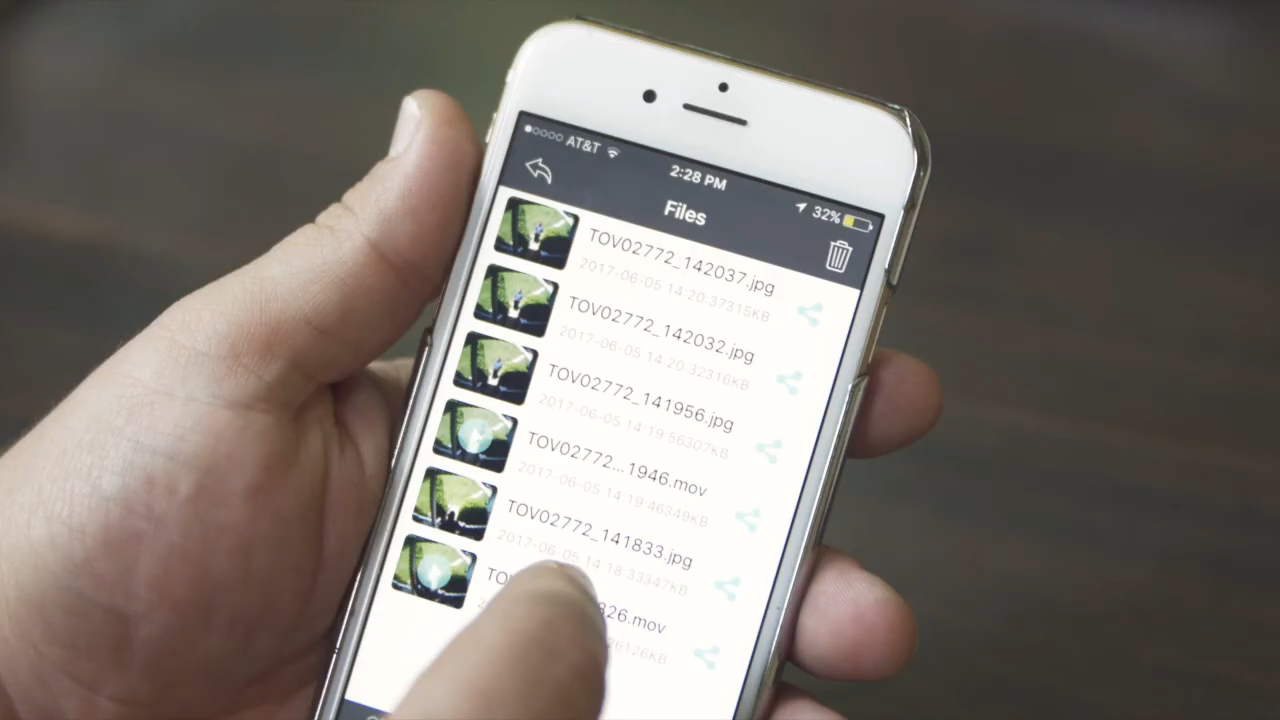 AT&T
2:28 PM
32%
Files
TOV02772_142037.jpg
2017-06-05 14:20:37315KB
TOV02772_142032.jpg
2017-06-05 14:20:32316KB
TOV02772_141956.jpg
2017-06-05 14:19:56307KB
TOV02772...1946.mov
2017-06-05 14:19:46349KB
TOV02772_141833.jpg
2017-06-05 14:18:33347KB